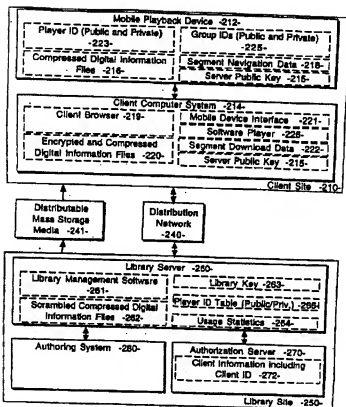 Mobile Playback Device -212-
Player ID (Public and Private) -223-
Group IDs (Public and Private) -225-
Compressed Digital Information Files -216-
Segment Navigation Data -218-
Server Public Key -215-
Client Computer System -214-
Client Browser -219-
Mobile Device Interface -221-
Software Player -226-
Encrypted and Compressed Digital Information Files -220-
Segment Download Data -222-
Server Public Key -215-
Client Site -210-
Distributable Mass Storage Media -241-
Distribution Network -240-
Library Server -260-
Library Management Software -261-
Library Key -263-
Player ID Table (Public/Priv.) -265-
Scrambled Compressed Digital Information Files -262-
Usage Statistics -264-
Authoring System -280-
Authorization Server -270-
Client Information Including Client ID -272-
Library Site -250-